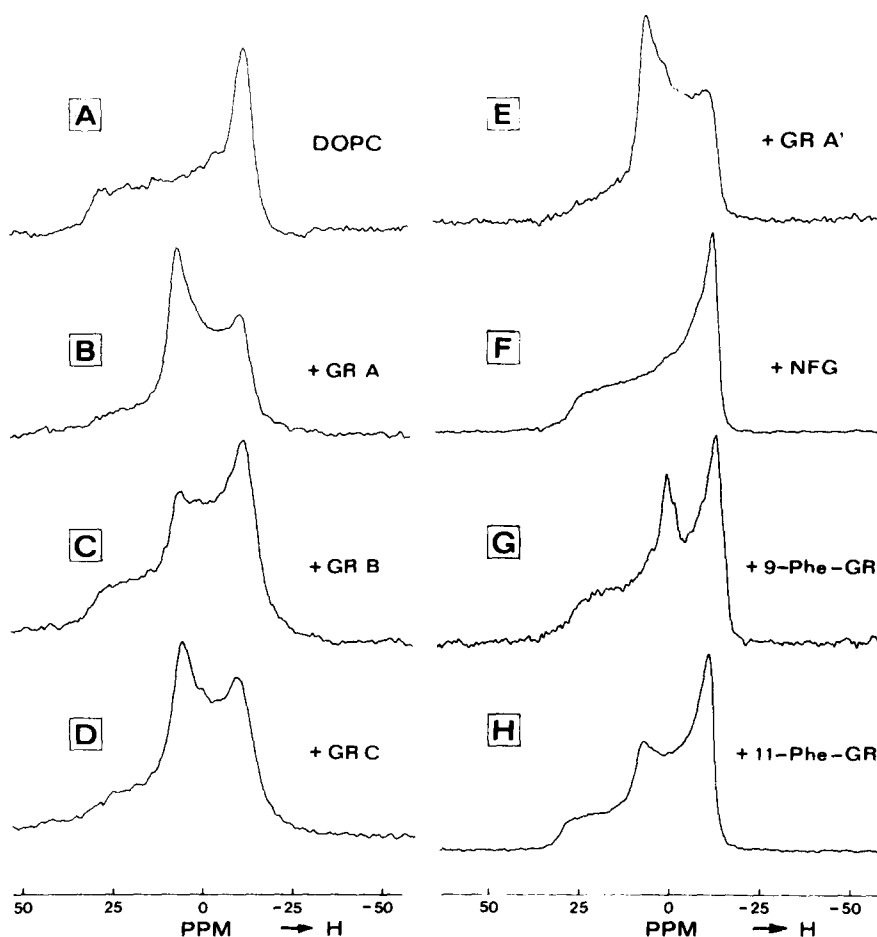 A
DOPC
B
+ GR A
C
+ GR B
D
+ GR C
50 25 0 -25 -50
PPM → H
E
+ GR A'
F
+ NFG
G
+ 9-Phe-GR
H
+ 11-Phe-GR
50 25 0 -25 -50
PPM → H